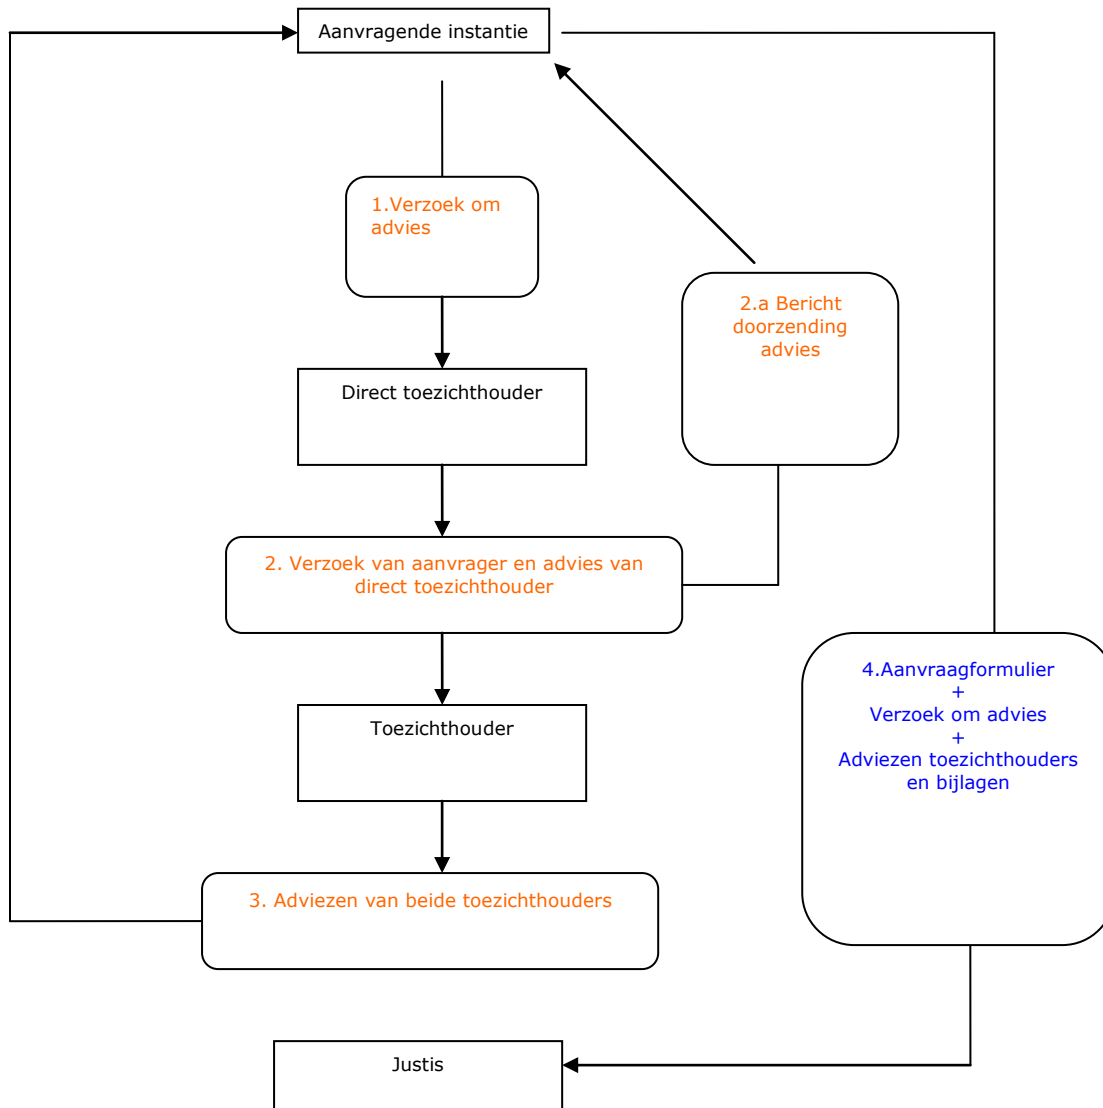 Aanvragende instantie
1.Verzoek om
advies
2.a Bericht
doorzending
advies
Direct toezichthouder
2. Verzoek van aanvrager en advies van
direct toezichthouder
4.Aanvraagformulier
+
Verzoek om advies
+
Adviezen toezichthouders
en bijlagen
Toezichthouder
3. Adviezen van beide toezichthouders
Justis